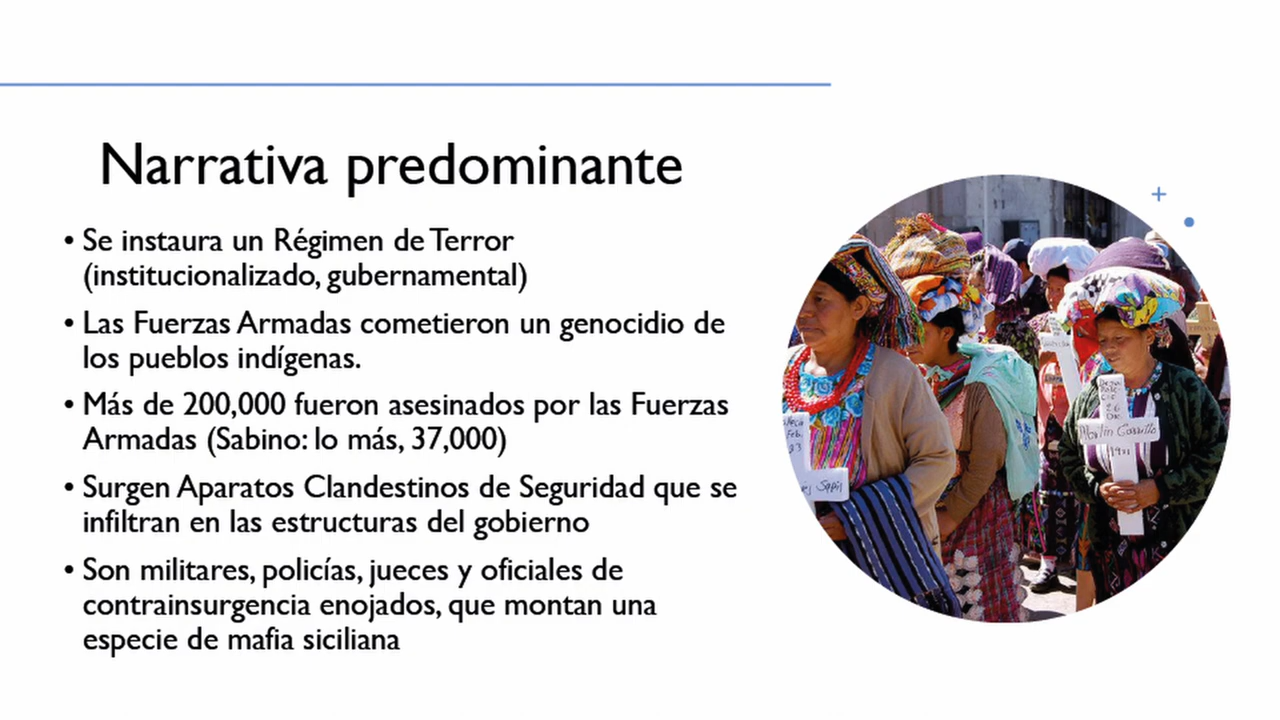 Narrativa predominante
• Se instaura un Régimen de Terror
(institucionalizado, gubernamental)
• Las Fuerzas Armadas cometieron un genocidio de
los pueblos indígenas.
• Más de 200,000 fueron asesinados por las Fuerzas
Armadas (Sabino: lo más, 37,000)
• Surgen Aparatos Clandestinos de Seguridad que se
infiltran en las estructuras del gobierno
• Son militares, policías, jueces y oficiales de
contrainsurgencia enojados, que montan una
especie de mafia siciliana
26